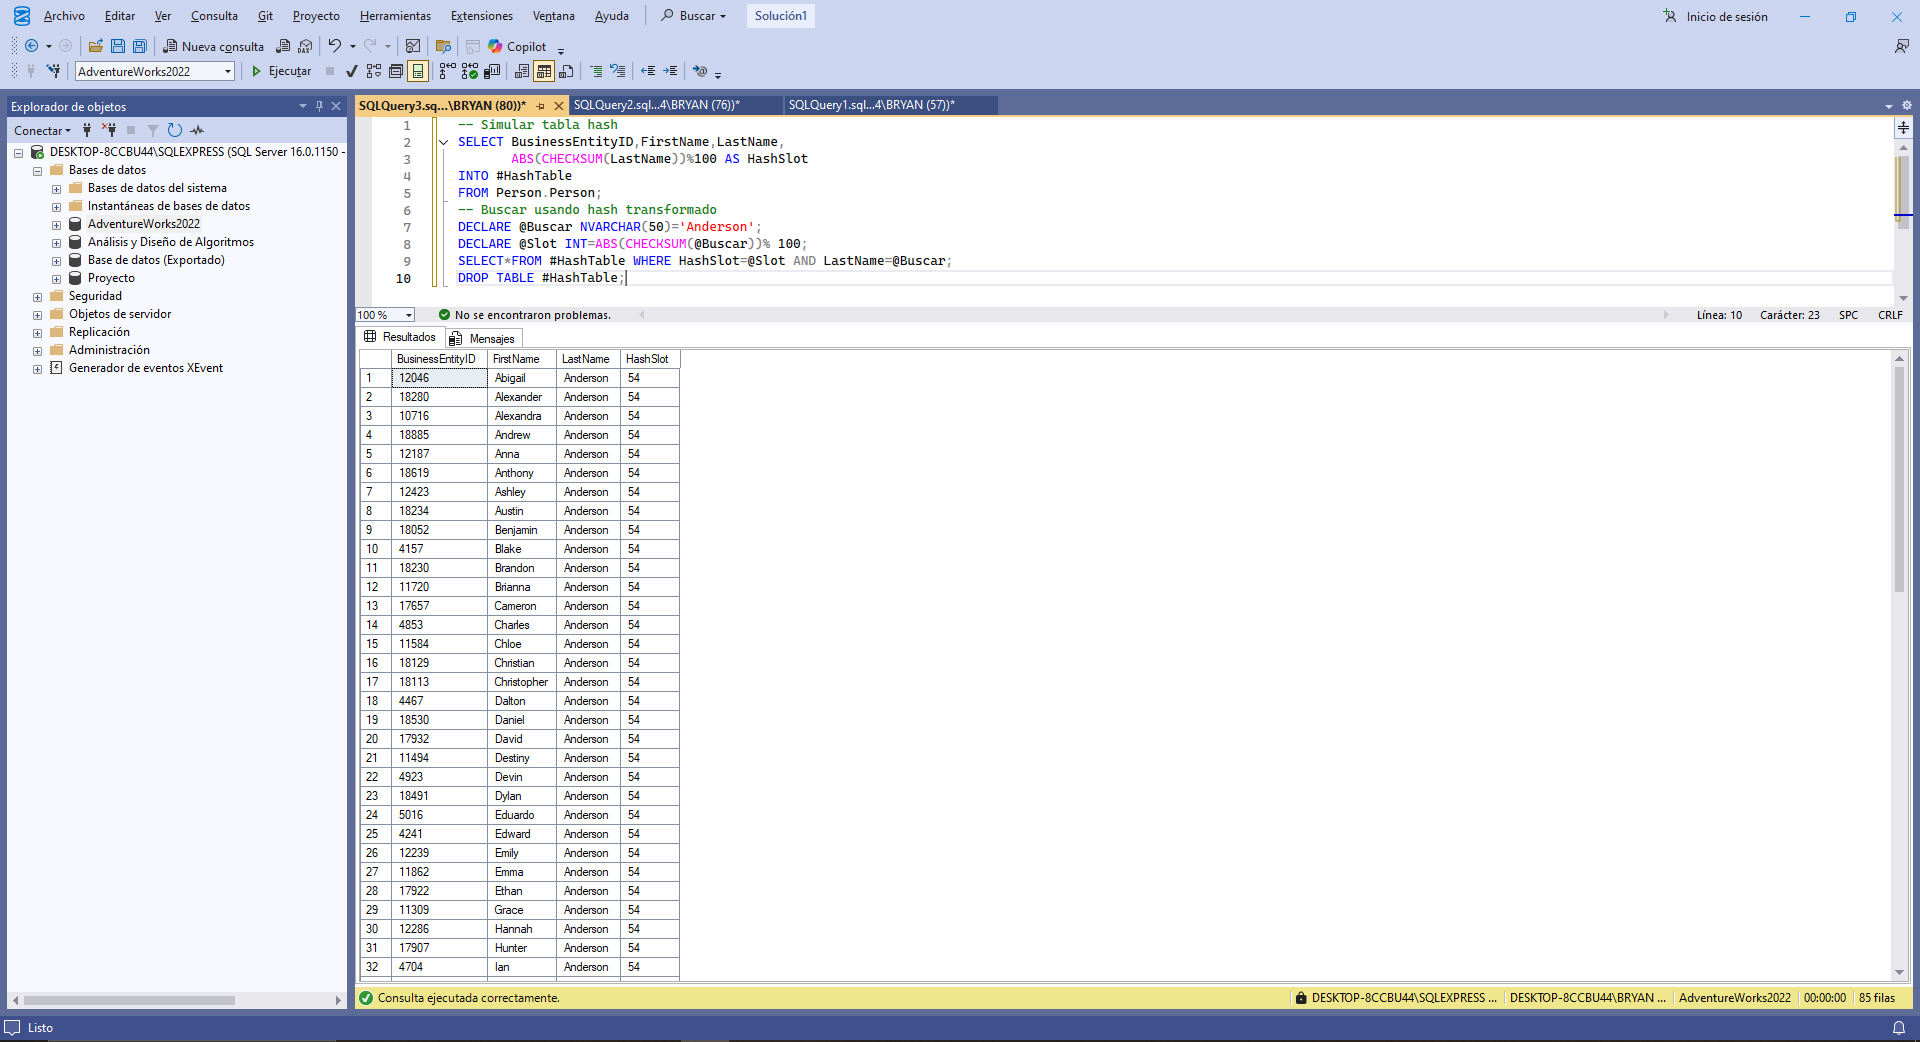 Archivo Editar Ver Consulta Git Proyecto Herramientas Extensiones Ventana Ayuda Buscar Solución1 Inicio de sesión
Nueva consulta DAX Copilot
AdventureWorks2022 Ejecutar
Explorador de objetos
Conectar
DESKTOP-8CCBU44\SQLEXPRESS (SQL Server 16.0.1150 -
Bases de datos
Bases de datos del sistema
Instantáneas de bases de datos
AdventureWorks2022
Análisis y Diseño de Algoritmos
Base de datos (Exportado)
Proyecto
Seguridad
Objetos de servidor
Replicación
Administración
Generador de eventos XEvent
SQLQuery3.sq...\BRYAN (80))* SQLQuery2.sql...4\BRYAN (76))* SQLQuery1.sql...4\BRYAN (57))*
1 -- Simular tabla hash
2 SELECT BusinessEntityID,FirstName,LastName,
3 ABS(CHECKSUM(LastName))%100 AS HashSlot
4 INTO #HashTable
5 FROM Person.Person;
6 -- Buscar usando hash transformado
7 DECLARE @Buscar NVARCHAR(50)='Anderson';
8 DECLARE @Slot INT=ABS(CHECKSUM(@Buscar))% 100;
9 SELECT*FROM #HashTable WHERE HashSlot=@Slot AND LastName=@Buscar;
10 DROP TABLE #HashTable;
100 % No se encontraron problemas. Línea: 10 Carácter: 23 SPC CRLF
Resultados Mensajes
BusinessEntityID FirstName LastName HashSlot
1 12046 Abigail Anderson 54
2 18280 Alexander Anderson 54
3 10716 Alexandra Anderson 54
4 18885 Andrew Anderson 54
5 12187 Anna Anderson 54
6 18619 Anthony Anderson 54
7 12423 Ashley Anderson 54
8 18234 Austin Anderson 54
9 18052 Benjamin Anderson 54
10 4157 Blake Anderson 54
11 18230 Brandon Anderson 54
12 11720 Brianna Anderson 54
13 17657 Cameron Anderson 54
14 4853 Charles Anderson 54
15 11584 Chloe Anderson 54
16 18129 Christian Anderson 54
17 18113 Christopher Anderson 54
18 4467 Dalton Anderson 54
19 18530 Daniel Anderson 54
20 17932 David Anderson 54
21 11494 Destiny Anderson 54
22 4923 Devin Anderson 54
23 18491 Dylan Anderson 54
24 5016 Eduardo Anderson 54
25 4241 Edward Anderson 54
26 12239 Emily Anderson 54
27 11862 Emma Anderson 54
28 17922 Ethan Anderson 54
29 11309 Grace Anderson 54
30 12286 Hannah Anderson 54
31 17907 Hunter Anderson 54
32 4704 Ian Anderson 54
Consulta ejecutada correctamente. DESKTOP-8CCBU44\SQLEXPRESS ... DESKTOP-8CCBU44\BRYAN ... AdventureWorks2022 00:00:00 85 filas
Listo